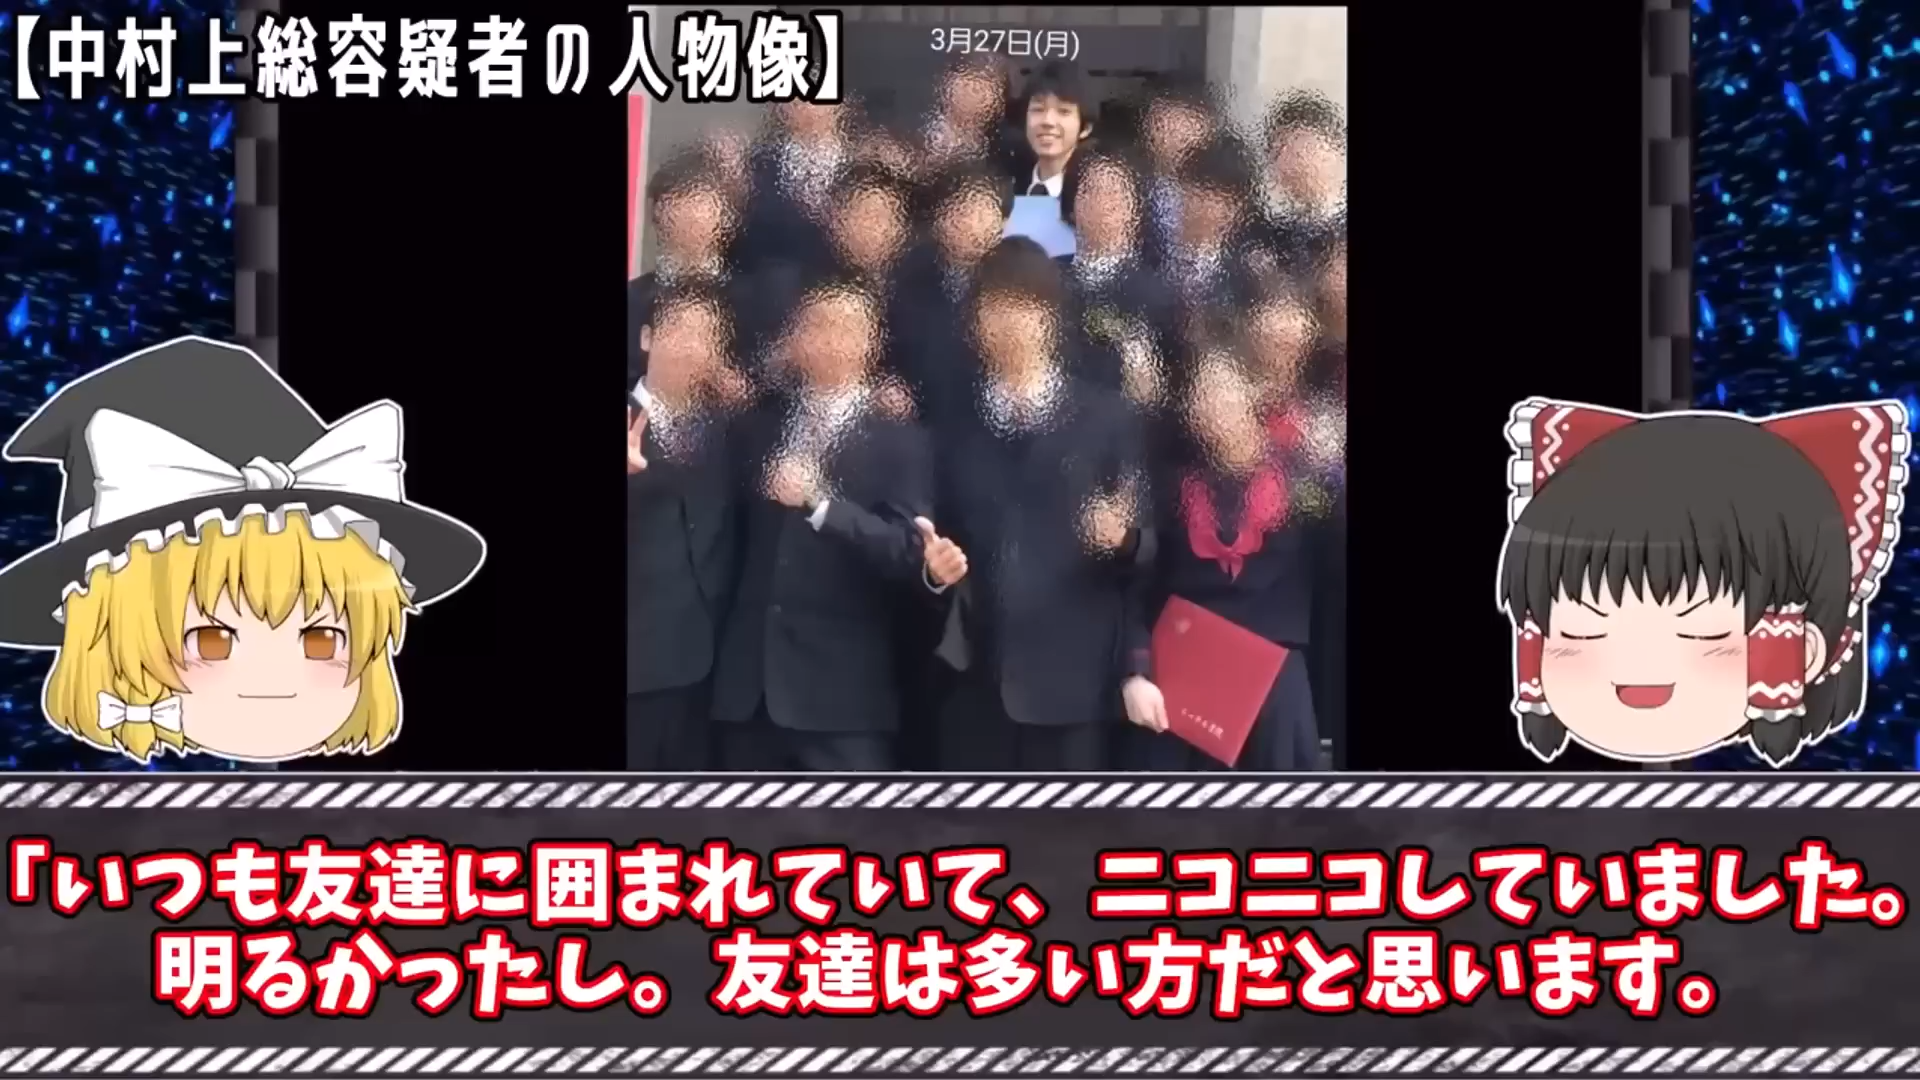 【中村上総容疑者の人物像】
3月27日(月)
「いつも友達に囲まれていて、ニコニコしていました。
明るかったし。友達は多い方だと思います。